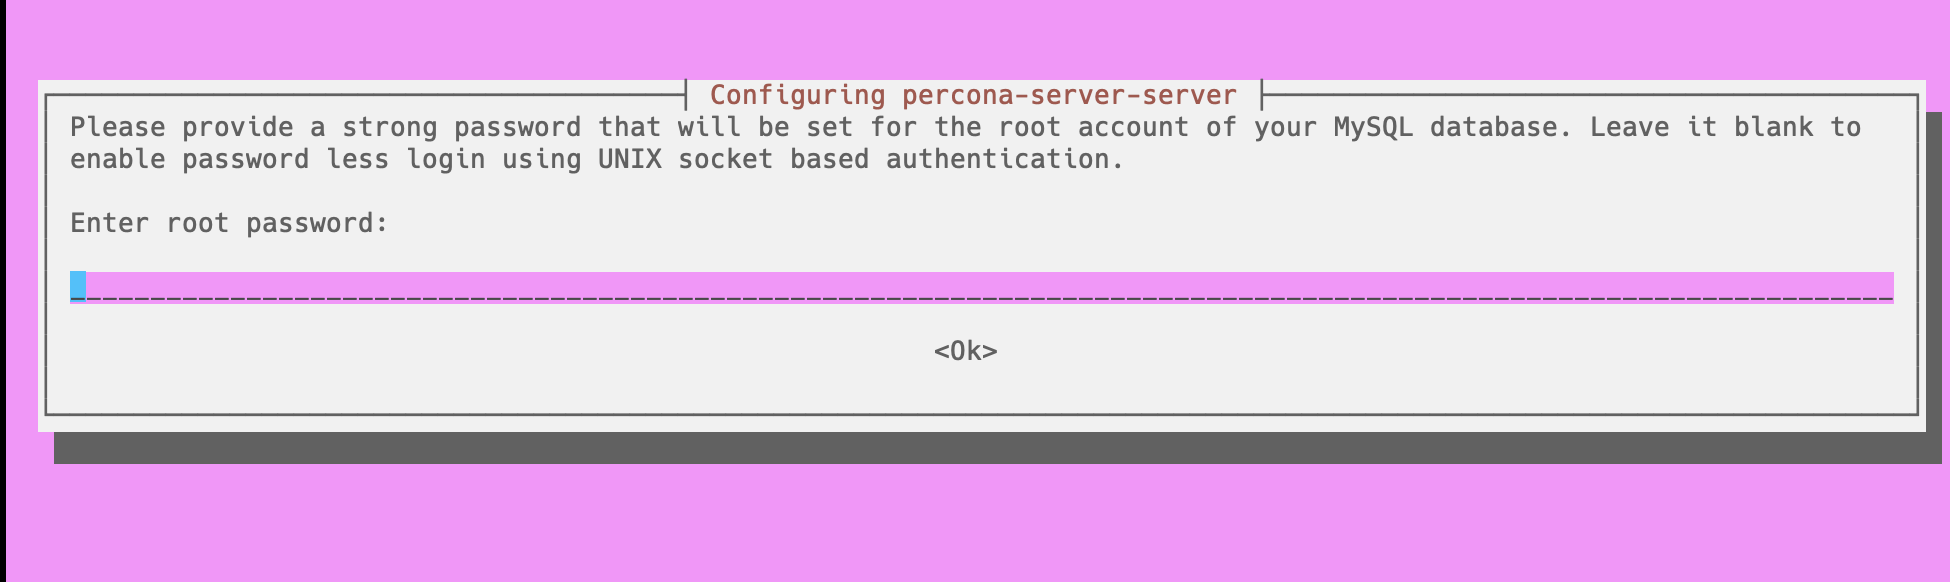 Configuring percona-server-server
Please provide a strong password that will be set for the root account of your MySQL database. Leave it blank to
enable password less login using UNIX socket based authentication.
Enter root password:
<Ok>